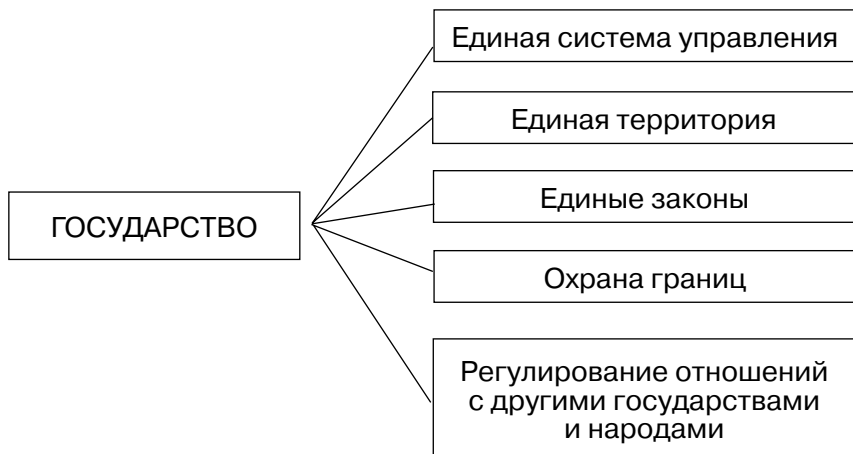 Единая система управления
Единая территория
ГОСУДАРСТВО
Единые законы
Охрана границ
Регулирование отношений
с другими государствами
и народами